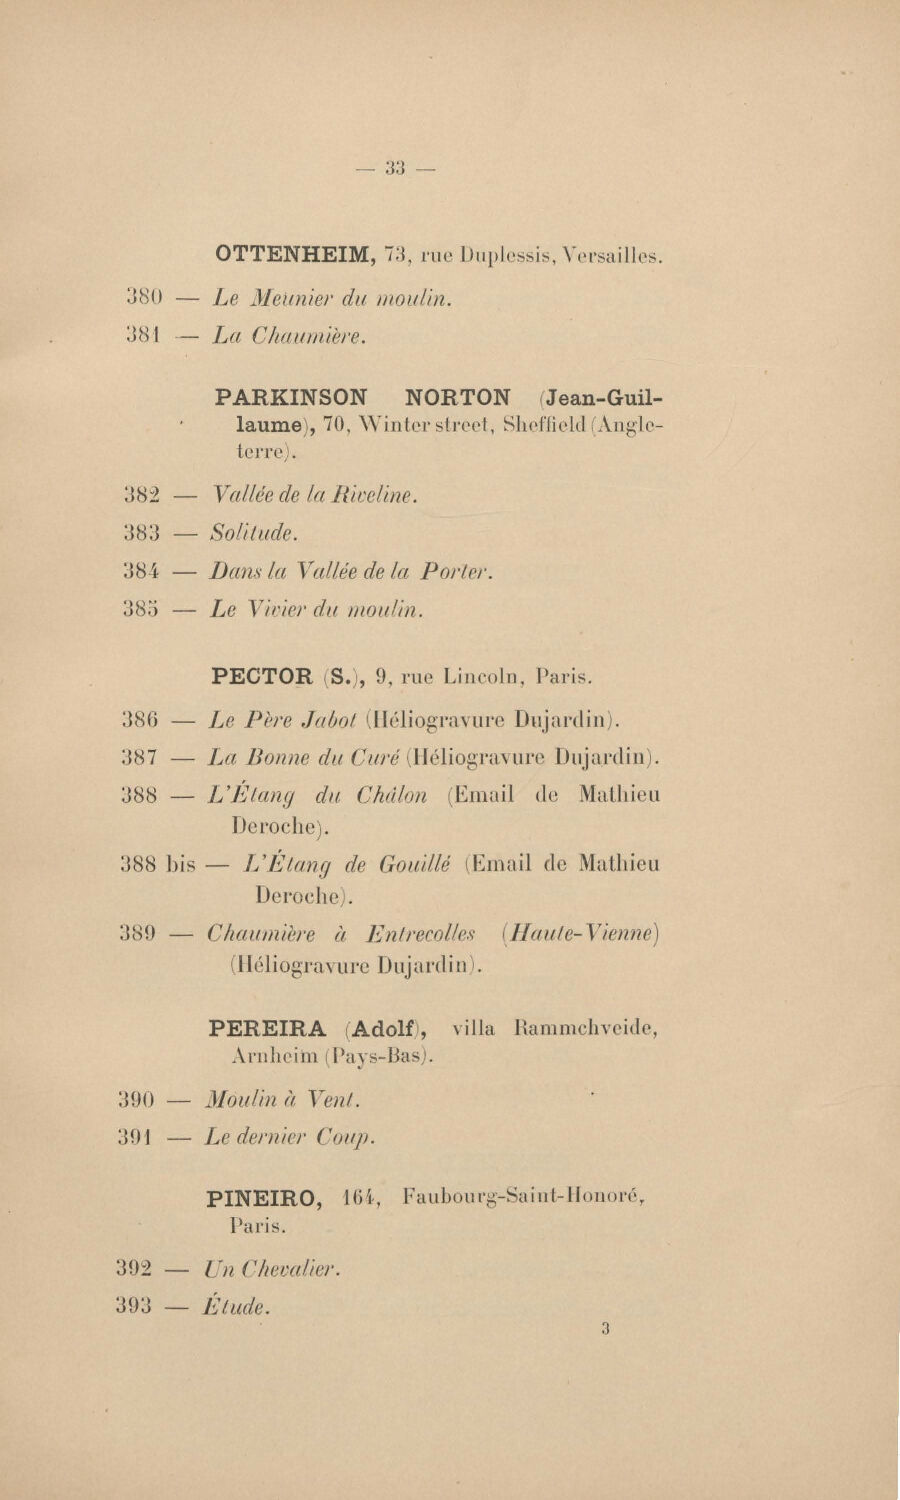 — 33 —
OTTENHEIM, 73, rue Duplessis, Versailles.
380 — Le Meunier du moulin.
381 — La Chaumière.
PARKINSON NORTON (Jean-Guil-
laume), 70, Winter street, Sheffield (Angle-
terre).
382 — Vallée de la Riveline.
383 — Solitude.
384 — Dans la Vallée de la Porter.
385 — Le Vivier du moulin.
PECTOR (S.), 9, rue Lincoln, Paris.
386 — Le Père Jabot (Héliogravure Dujardin).
387 — La Bonne du Curé (Héliogravure Dujardin).
388 — L'Étang du Châlon (Email de Mathieu
Deroche).
388 bis — L'Étang de Gouillé (Email de Mathieu
Deroche).
389 — Chaumière à Entrecolles (Haute-Vienne)
(Héliogravure Dujardin).
PEREIRA (Adolf), villa Rammchveide,
Arnheim (Pays-Bas).
390 — Moulin à Vent.
391 — Le dernier Coup.
PINEIRO, 164, Faubourg-Saint-Honoré,
Paris.
392 — Un Chevalier.
393 — Étude.
3